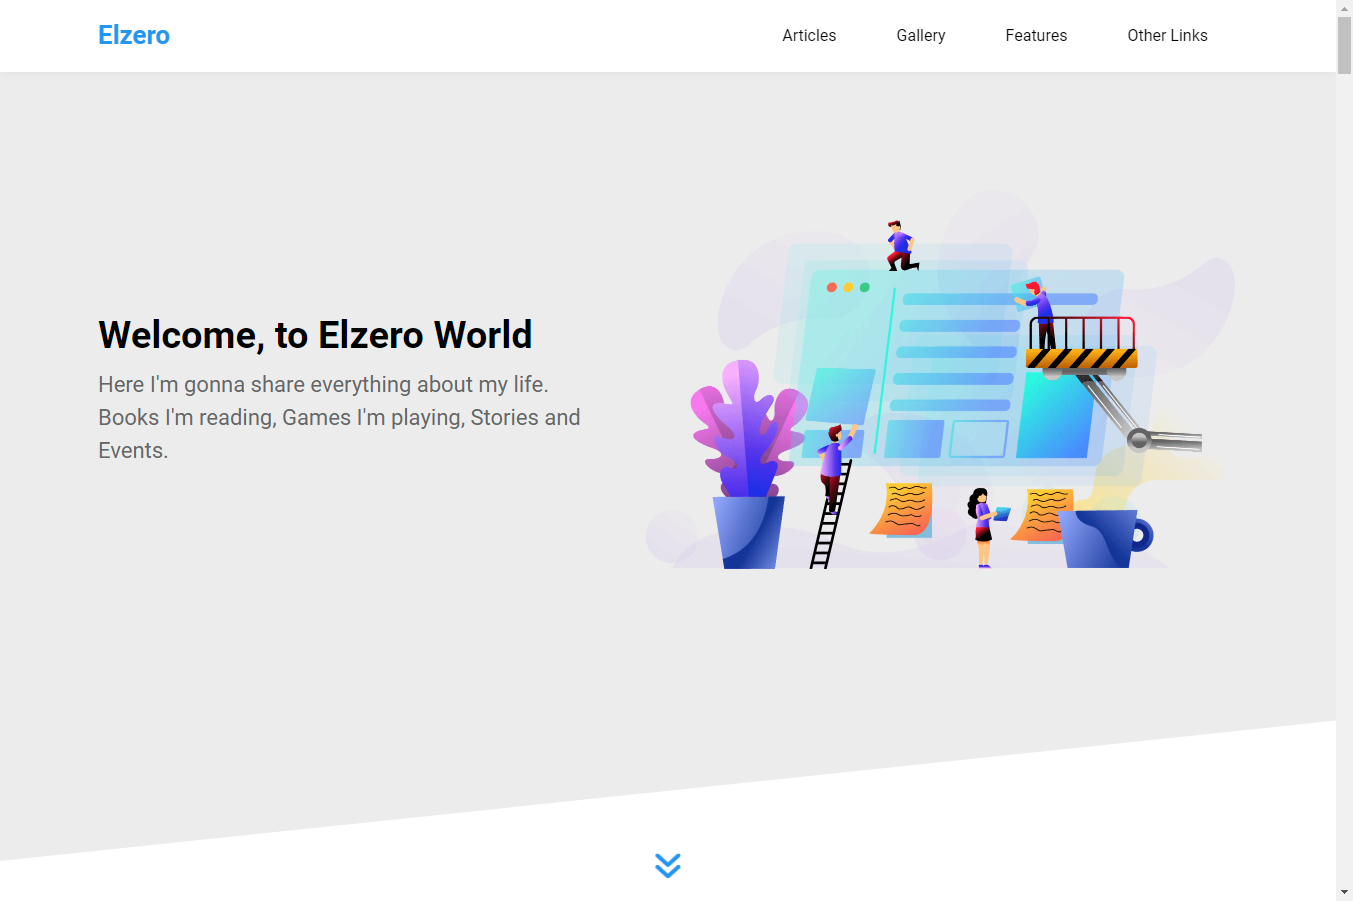 Elzero
Articles
Gallery
Features
Other Links
Welcome, to Elzero World
Here I'm gonna share everything about my life.
Books I'm reading, Games I'm playing, Stories and
Events.